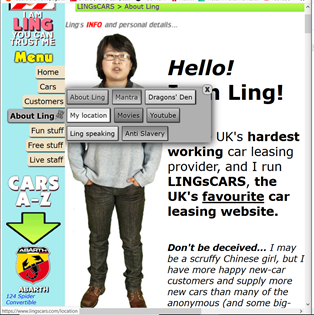 LINGsCARS > About Ling
I AM
LING
YOU CAN
TRUST ME
Ling's INFO and personal details...
Menu
Home
Cars
Customers
About Ling
Fun stuff
Free stuff
Live staff
About Ling
Mantra
Dragons' Den
My location
Movies
Youtube
Ling speaking
Anti Slavery
x
Hello!
Ling!
UK's hardest
working car leasing
provider, and I run
LINGsCARS, the
UK's favourite car
leasing website.
Don't be deceived... I may
be a scruffy Chinese girl, but I
have more happy new-car
customers and supply more
new cars than many of the
anonymous (and some big-
CARS
A-Z
ABARTH
ABARTH
124 Spider
Convertible
https://www.lingscars.com/location